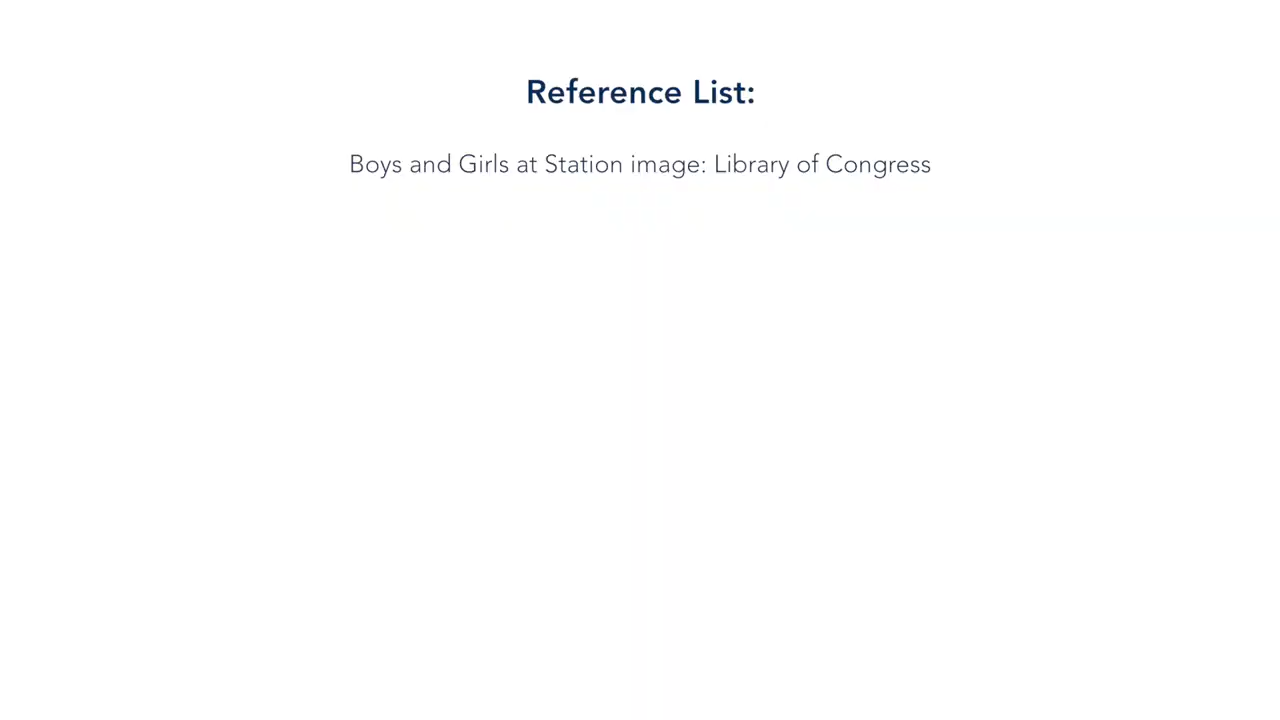 Reference List:
Boys and Girls at Station image: Library of Congress